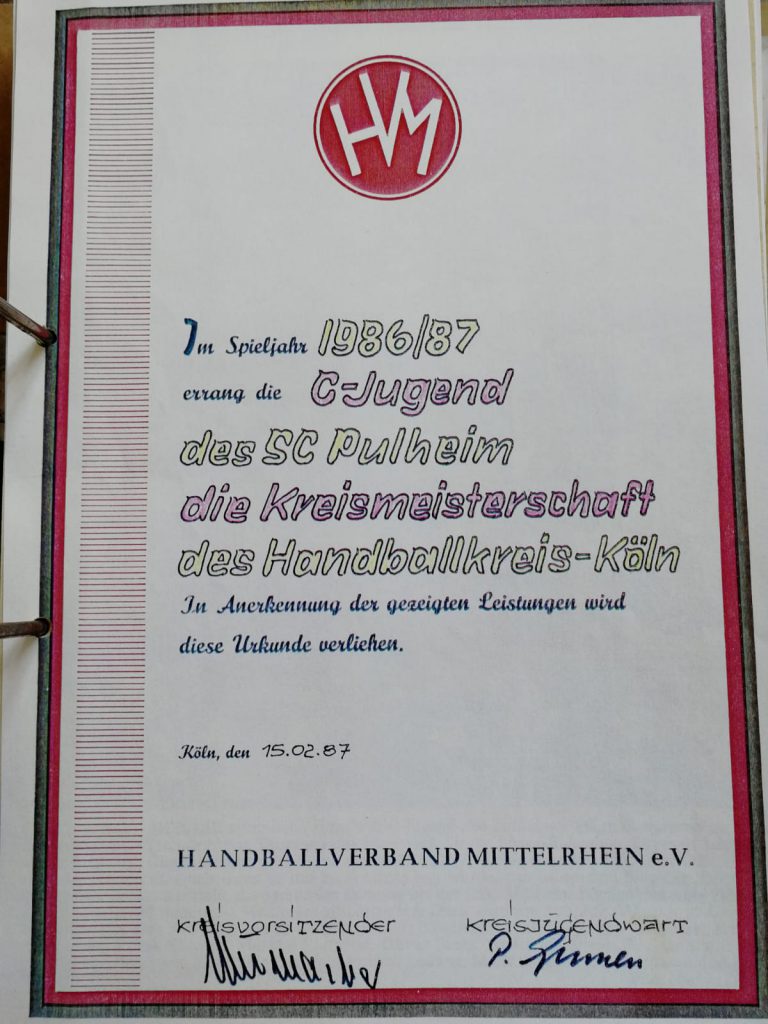 HVM
Im Spieljahr 1986/87
errang die C-Jugend
des SC Pulheim
die Kreismeisterschaft
des Handballkreis-Köln
In Anerkennung der gezeigten Leistungen wird
diese Urkunde verliehen.
Köln, den 15.02.87
HANDBALLVERBAND MITTELRHEIN e.V.
Kreisvorsitzender Kreisjugendwart
P.